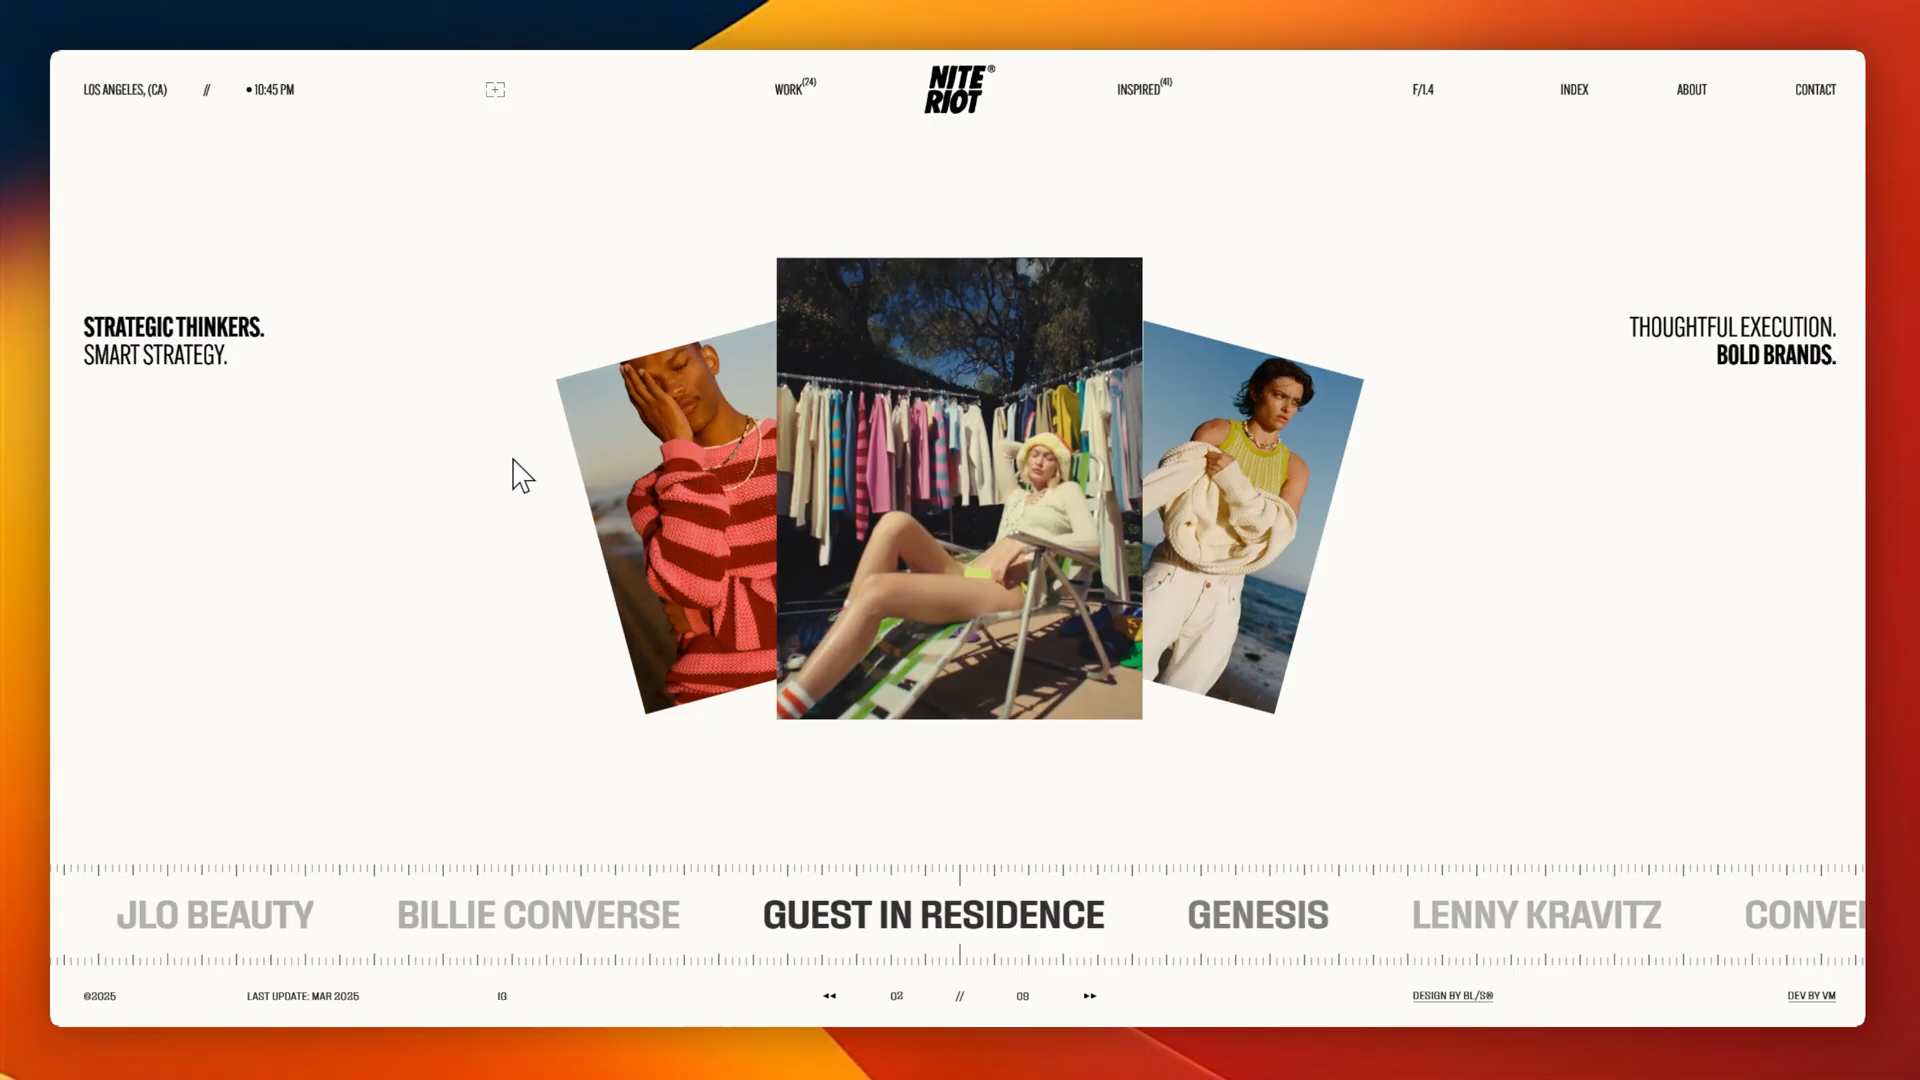 LOS ANGELES, (CA) // • 10:45 PM WORK(24) NITE RIOT® INSPIRED(41) F/1.4 INDEX ABOUT CONTACT
STRATEGIC THINKERS.
SMART STRATEGY.
THOUGHTFUL EXECUTION.
BOLD BRANDS.
JLO BEAUTY BILLIE CONVERSE GUEST IN RESIDENCE GENESIS LENNY KRAVITZ CONVE
©2025 LAST UPDATE: MAR 2025 IG 02 // 09 DESIGN BY BL/S® DEV BY VM